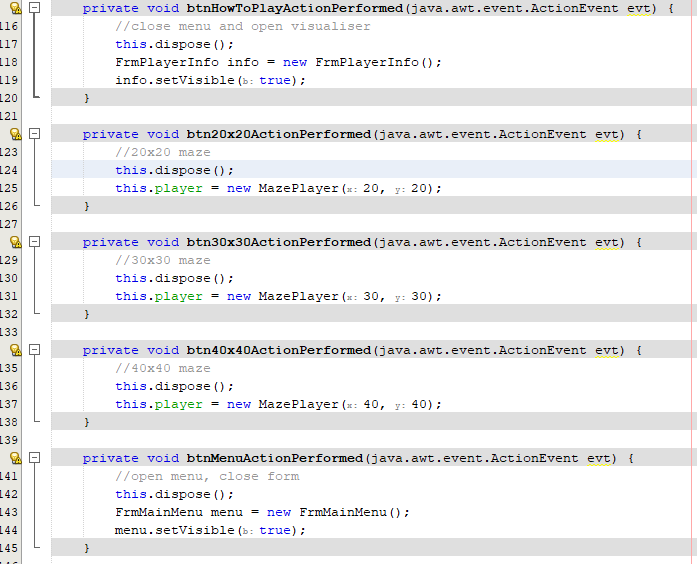 private void btnHowToPlayActionPerformed(java.awt.event.ActionEvent evt) {
116 //close menu and open visualiser
117 this.dispose();
118 FrmPlayerInfo info = new FrmPlayerInfo();
119 info.setVisible(b: true);
120 }
121
private void btn20x20ActionPerformed(java.awt.event.ActionEvent evt) {
123 //20x20 maze
124 this.dispose();
125 this.player = new MazePlayer(x: 20, y: 20);
126 }
127
private void btn30x30ActionPerformed(java.awt.event.ActionEvent evt) {
129 //30x30 maze
130 this.dispose();
131 this.player = new MazePlayer(x: 30, y: 30);
132 }
133
private void btn40x40ActionPerformed(java.awt.event.ActionEvent evt) {
135 //40x40 maze
136 this.dispose();
137 this.player = new MazePlayer(x: 40, y: 40);
138 }
139
private void btnMenuActionPerformed(java.awt.event.ActionEvent evt) {
141 //open menu, close form
142 this.dispose();
143 FrmMainMenu menu = new FrmMainMenu();
144 menu.setVisible(b: true);
145 }